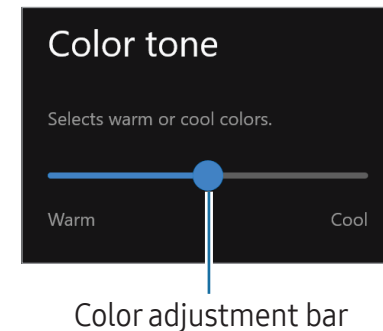 Color tone
Selects warm or cool colors.
Warm Cool
Color adjustment bar